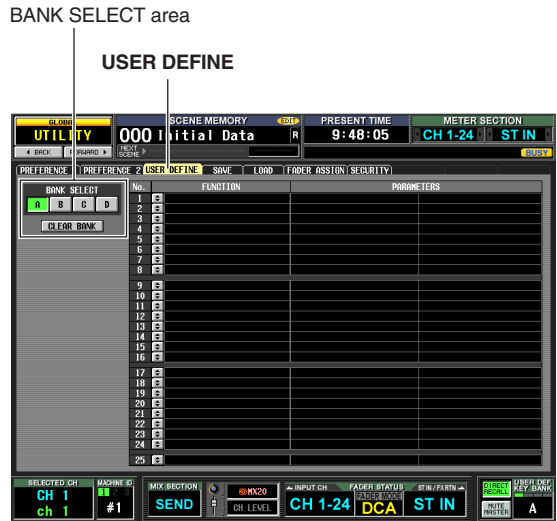 BANK SELECT area
USER DEFINE
GLOBAL
UTILITY
BACK FORWARD
SCENE MEMORY EDIT
000 Initial Data R
NEXT SCENE
PRESENT TIME
9:48:05
METER SECTION
CH 1-24 ST IN
BUSY
PREFERENCE 1 PREFERENCE 2 USER DEFINE SAVE LOAD FADER ASSIGN SECURITY
BANK SELECT
A B C D
CLEAR BANK
No. FUNCTION PARAMETERS
1
2
3
4
5
6
7
8
9
10
11
12
13
14
15
16
17
18
19
20
21
22
23
24
25
SELECTED CH
CH 1
ch 1
MACHINE ID
1 2 3
#1
MIX SECTION
SEND
MX20
CH LEVEL
INPUT CH FADER STATUS ST IN/FXRTN
CH 1-24
FADER MODE
DCA
ST IN
DIRECT RECALL
MUTE MASTER
USER DEF KEY BANK
A